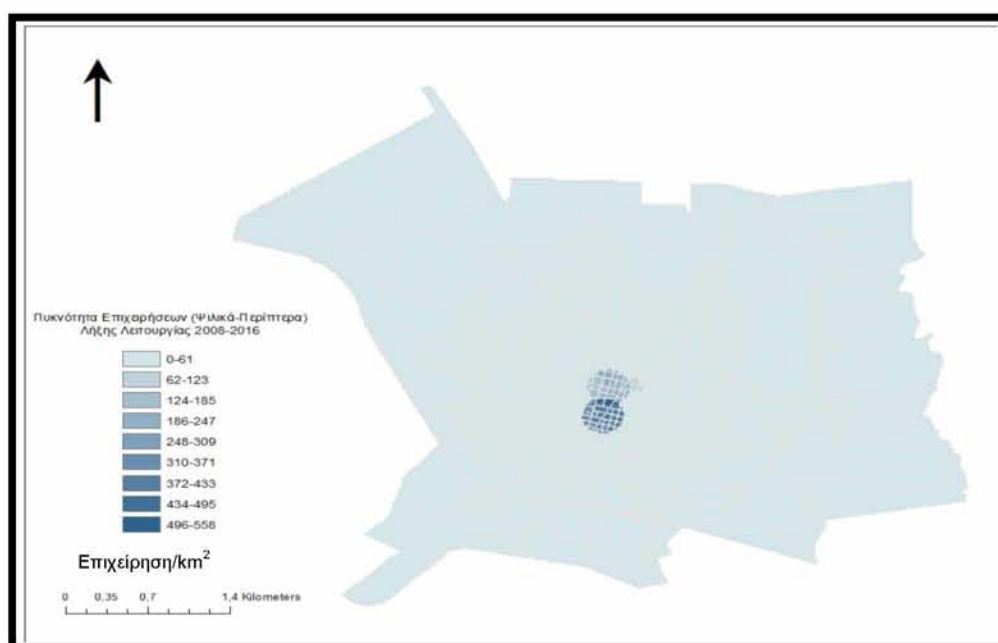 Πυκνότητα Επιχειρήσεων (Ψιλικά-Περίπτερα)
Λήξης Λειτουργίας 2008-2016
0-61
62-123
124-185
186-247
248-309
310-371
372-433
434-495
496-558
Επιχείρηση/km²
0 0,35 0,7 1,4 Kilometers